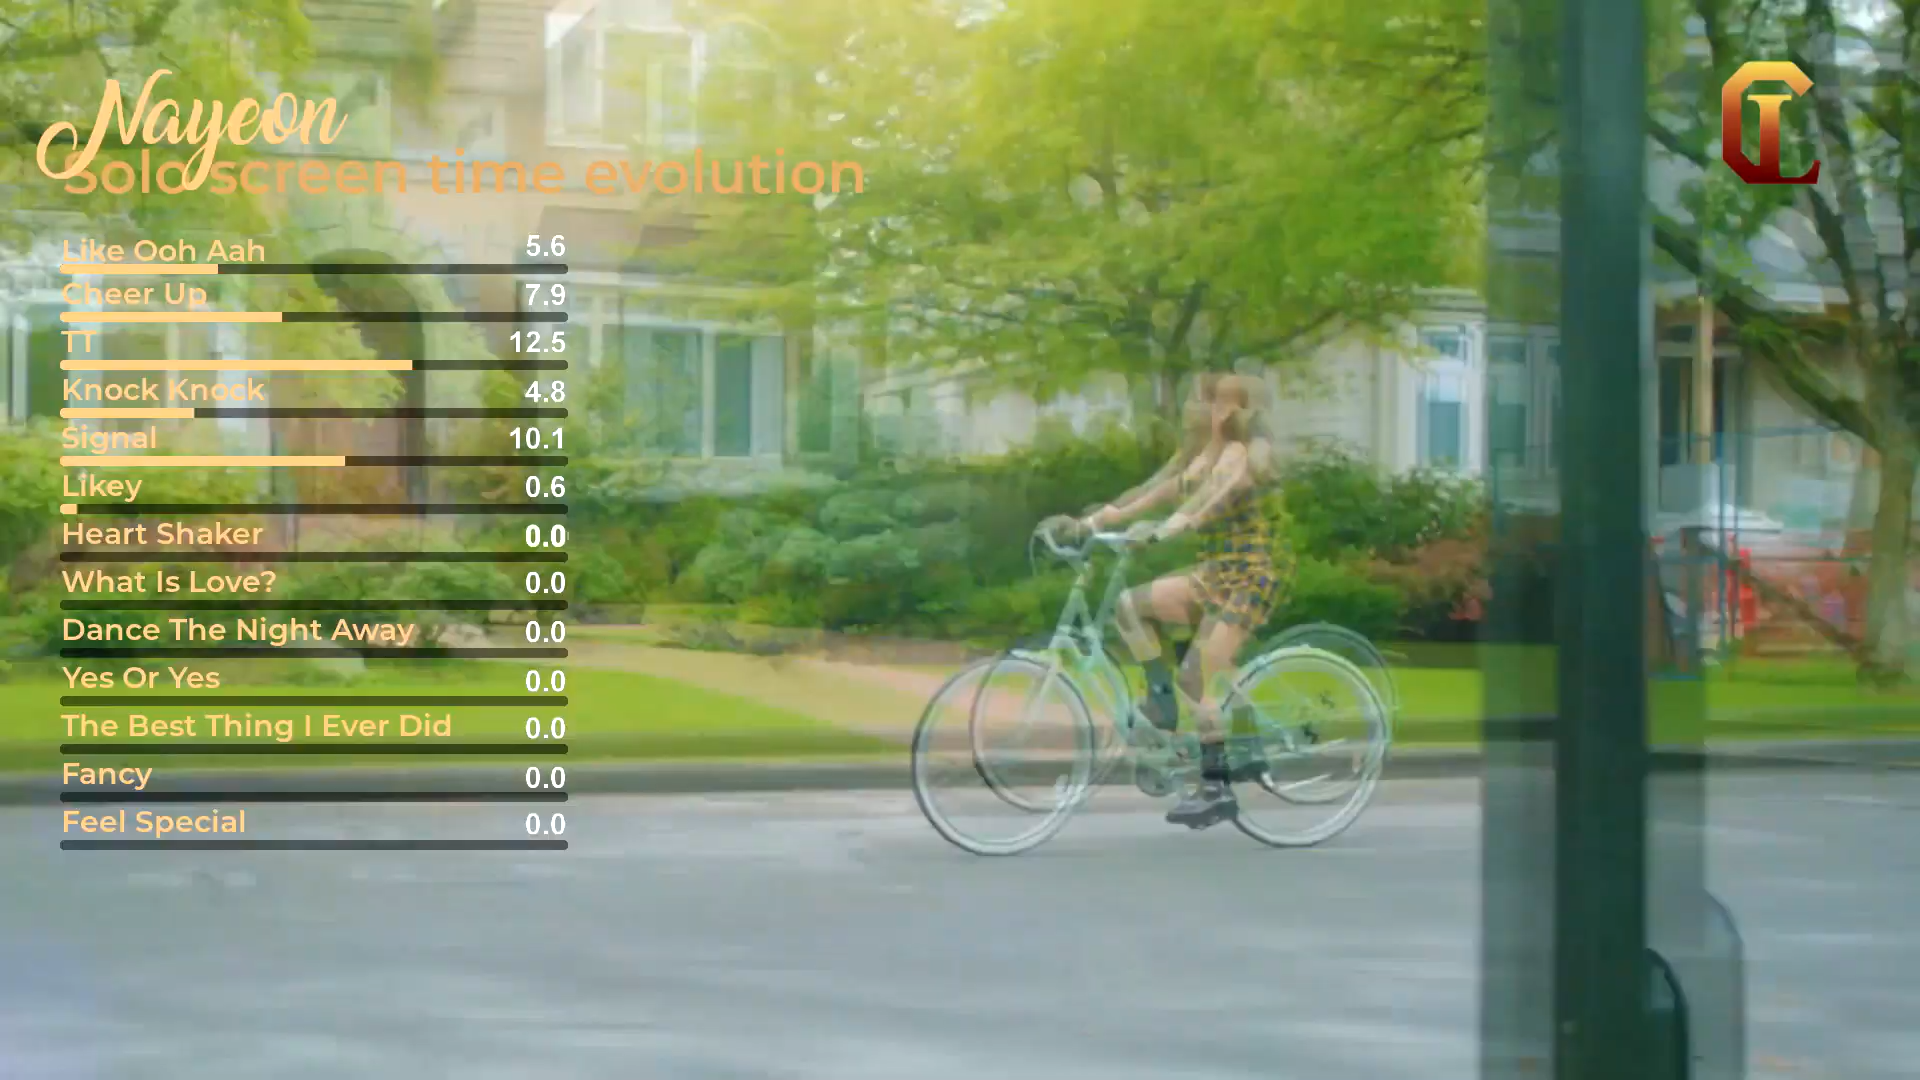 Nayeon
Solo screen time evolution
Like Ooh Aah 5.6
Cheer Up 7.9
TT 12.5
Knock Knock 4.8
Signal 10.1
Likey 0.6
Heart Shaker 0.0
What Is Love? 0.0
Dance The Night Away 0.0
Yes Or Yes 0.0
The Best Thing I Ever Did 0.0
Fancy 0.0
Feel Special 0.0